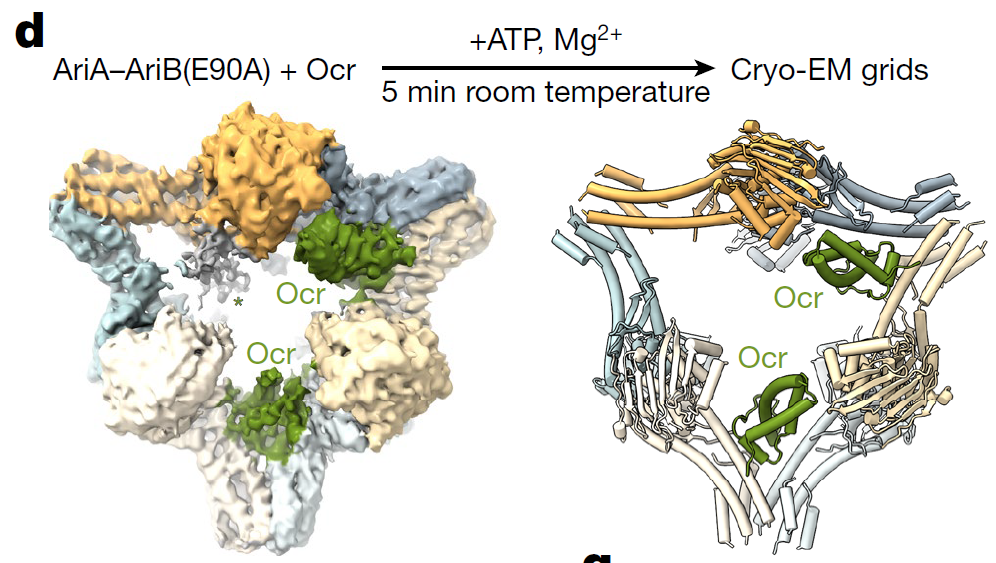 d
+ATP, Mg²⁺
AriA–AriB(E90A) + Ocr
Cryo-EM grids
5 min room temperature
Ocr
*
Ocr
Ocr
Ocr